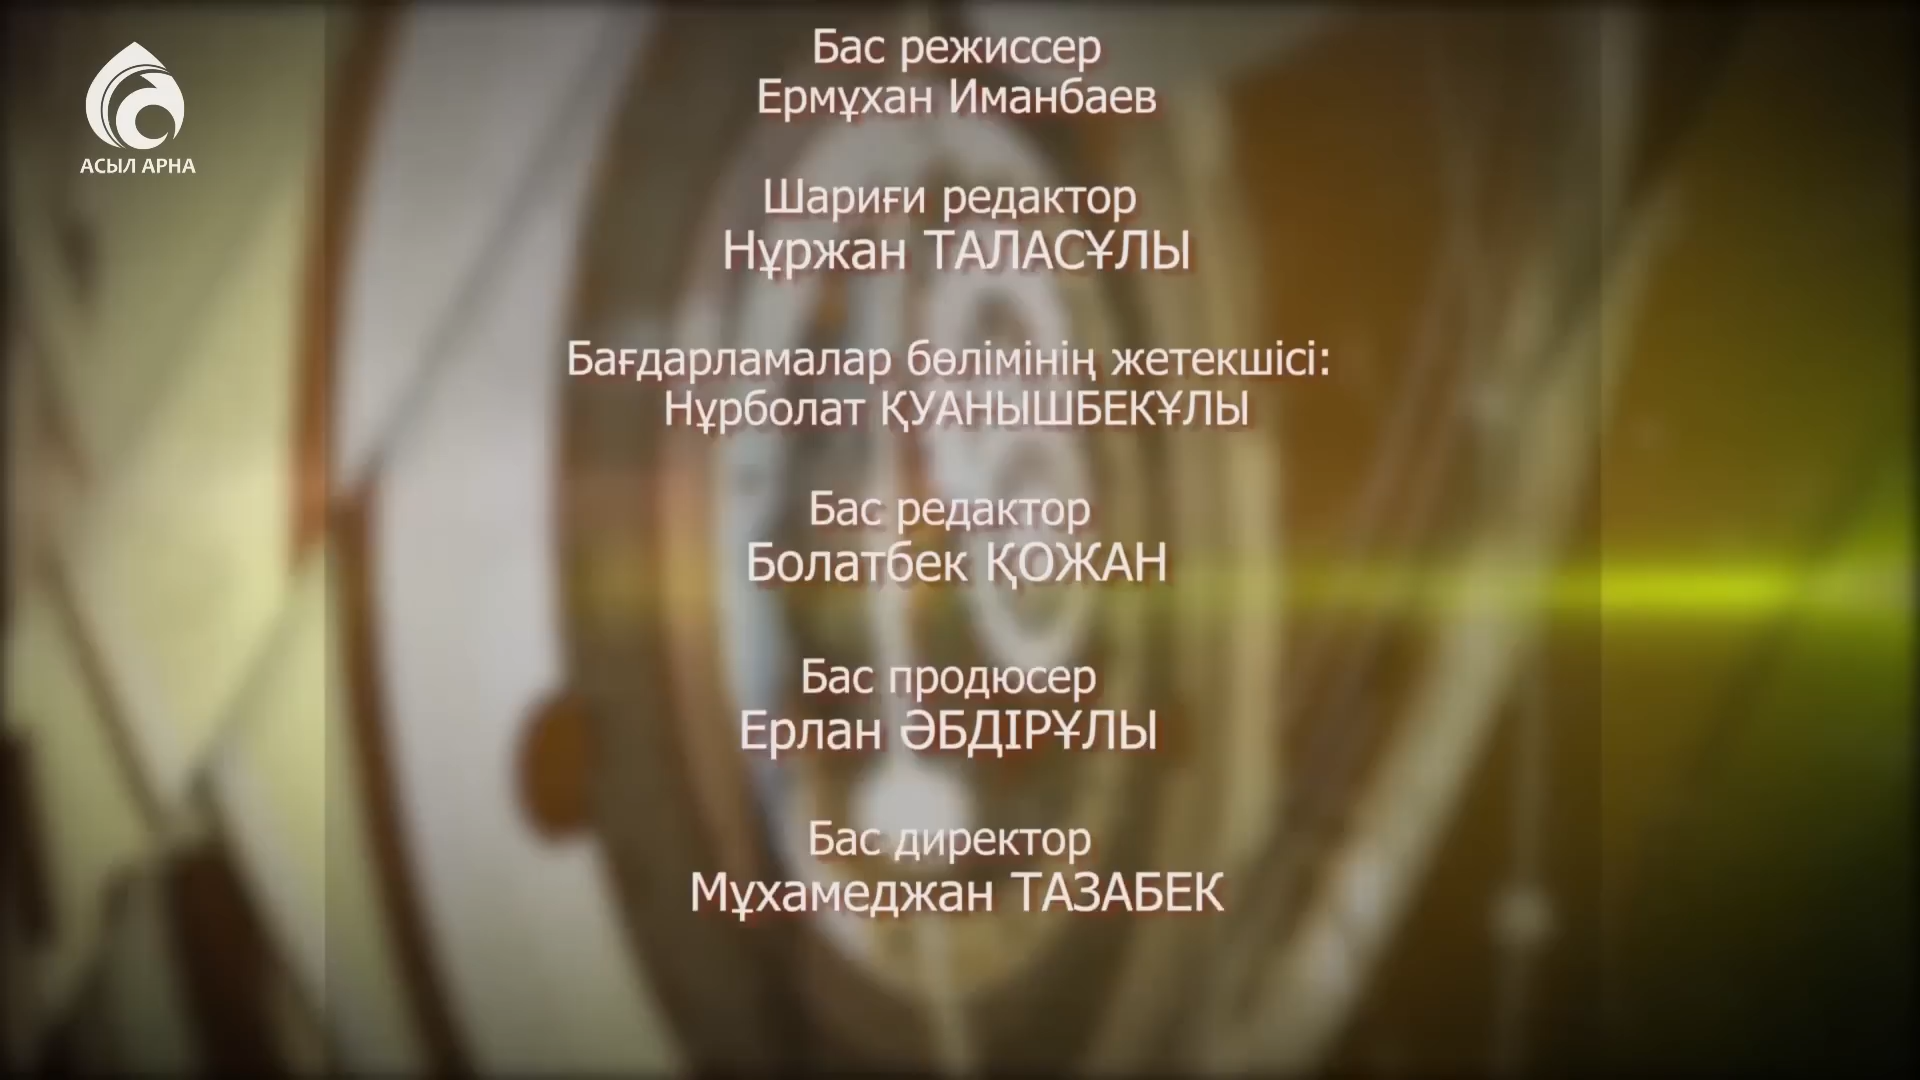 АСЫЛ АРНА
Бас режиссер
Ермұхан Иманбаев
Шариғи редактор
Нұржан ТАЛАСҰЛЫ
Бағдарламалар бөлімінің жетекшісі:
Нұрболат ҚУАНЫШБЕКҰЛЫ
Бас редактор
Болатбек ҚОЖАН
Бас продюсер
Ерлан ӘБДІРҰЛЫ
Бас директор
Мұхамеджан ТАЗАБЕК